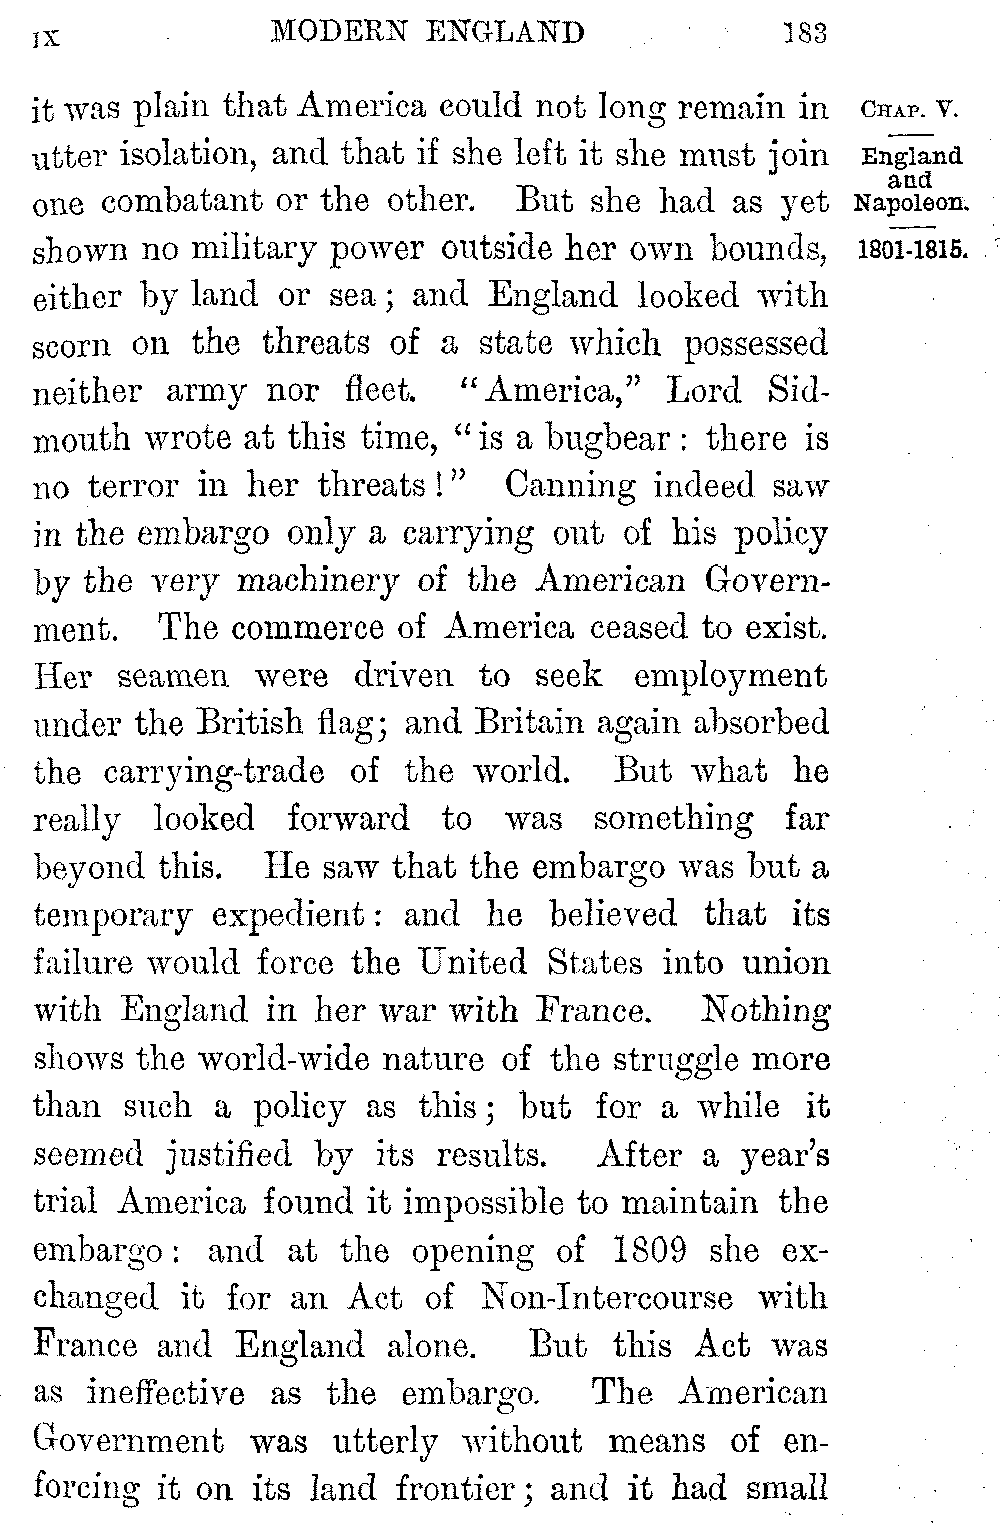 IX MODERN ENGLAND 183
it was plain that America could not long remain in
utter isolation, and that if she left it she must join
one combatant or the other. But she had as yet
shown no military power outside her own bounds,
either by land or sea; and England looked with
scorn on the threats of a state which possessed
neither army nor fleet. "America," Lord Sid-
mouth wrote at this time, "is a bugbear: there is
no terror in her threats!" Canning indeed saw
in the embargo only a carrying out of his policy
by the very machinery of the American Govern-
ment. The commerce of America ceased to exist.
Her seamen were driven to seek employment
under the British flag; and Britain again absorbed
the carrying-trade of the world. But what he
really looked forward to was something far
beyond this. He saw that the embargo was but a
temporary expedient: and he believed that its
failure would force the United States into union
with England in her war with France. Nothing
shows the world-wide nature of the struggle more
than such a policy as this; but for a while it
seemed justified by its results. After a year's
trial America found it impossible to maintain the
embargo: and at the opening of 1809 she ex-
changed it for an Act of Non-Intercourse with
France and England alone. But this Act was
as ineffective as the embargo. The American
Government was utterly without means of en-
forcing it on its land frontier; and it had small
CHAP. V.
England
and
Napoleon.
1801-1815.